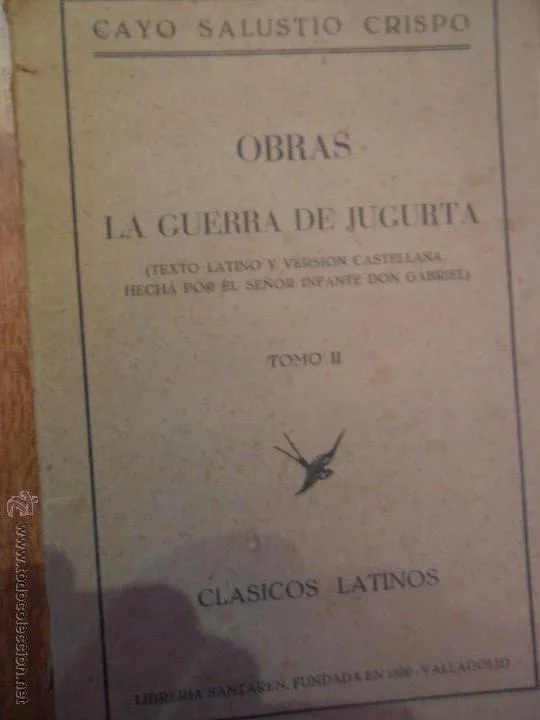 CAYO SALUSTIO CRISPO
OBRAS
LA GUERRA DE JUGURTA
(TEXTO LATINO Y VERSION CASTELLANA,
HECHA POR EL SEÑOR INFANTE DON GABRIEL)
TOMO II
CLASICOS LATINOS
LIBRERIA SANTAREN, FUNDADA EN 1800 - VALLADOLID
© www.todocoleccion.net